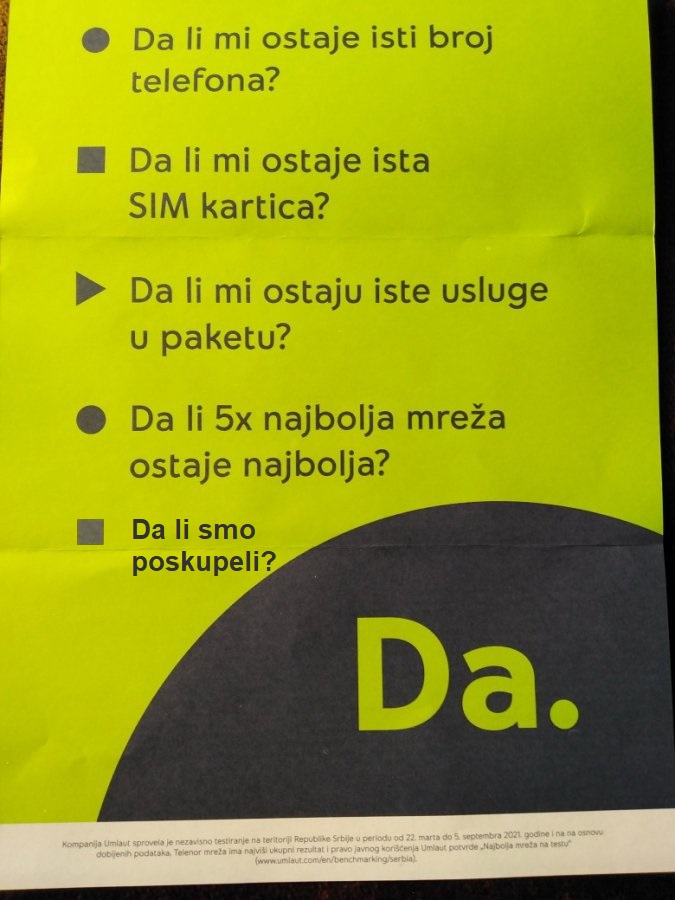 Da li mi ostaje isti broj
telefona?
Da li mi ostaje ista
SIM kartica?
Da li mi ostaju iste usluge
u paketu?
Da li 5x najbolja mreža
ostaje najbolja?
Da li smo
poskupeli?
Da.
Kompanija Umlaut sprovela je nezavisno testiranje na teritoriji Republike Srbije u periodu od 22. marta do 5. septembra 2021. godine i na na osnovu
dobijenih podataka, Telenor mreža ima najviši ukupni rezultat i pravo javnog korišćenja Umlaut potvrde „Najbolja mreža na testu"
(www.umlaut.com/en/benchmarking/serbia).